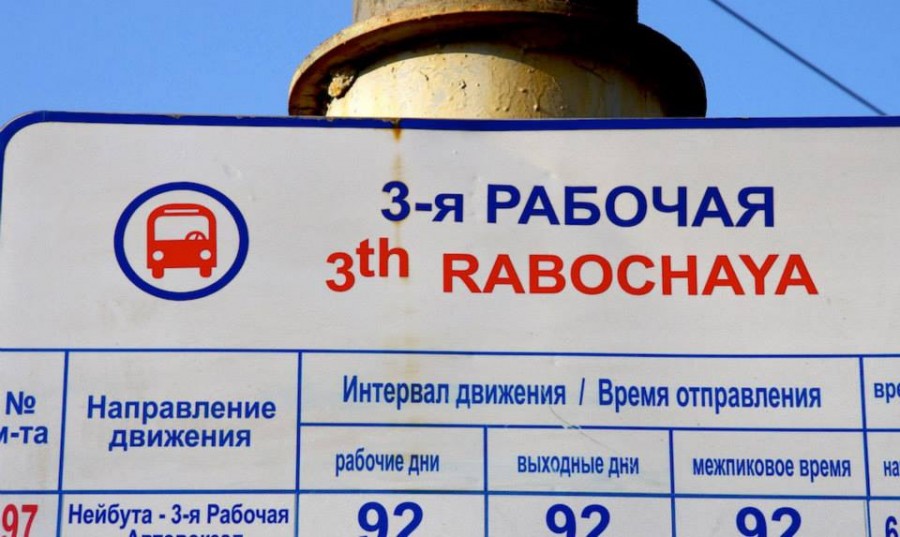 3-я РАБОЧАЯ
3th RABOCHAYA
№
м-та
Направление
движения
Интервал движения / Время отправления
рабочие дни
выходные дни
межпиковое время
97
Нейбута - 3-я Рабочая
92
92
92